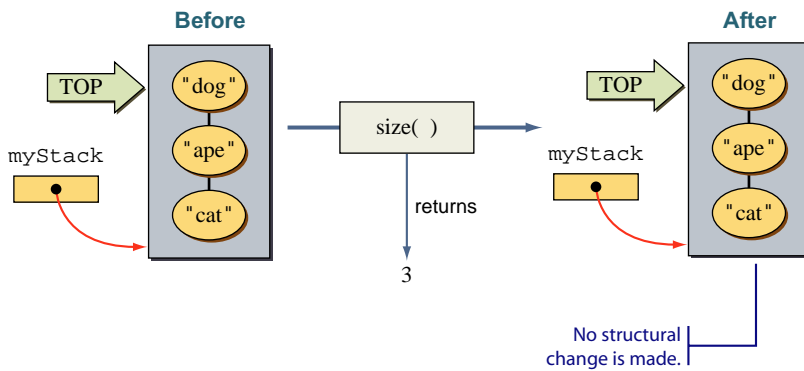 Before
After
TOP
"dog"
"ape"
"cat"
myStack
size( )
returns
3
TOP
"dog"
"ape"
"cat"
myStack
No structural
change is made.